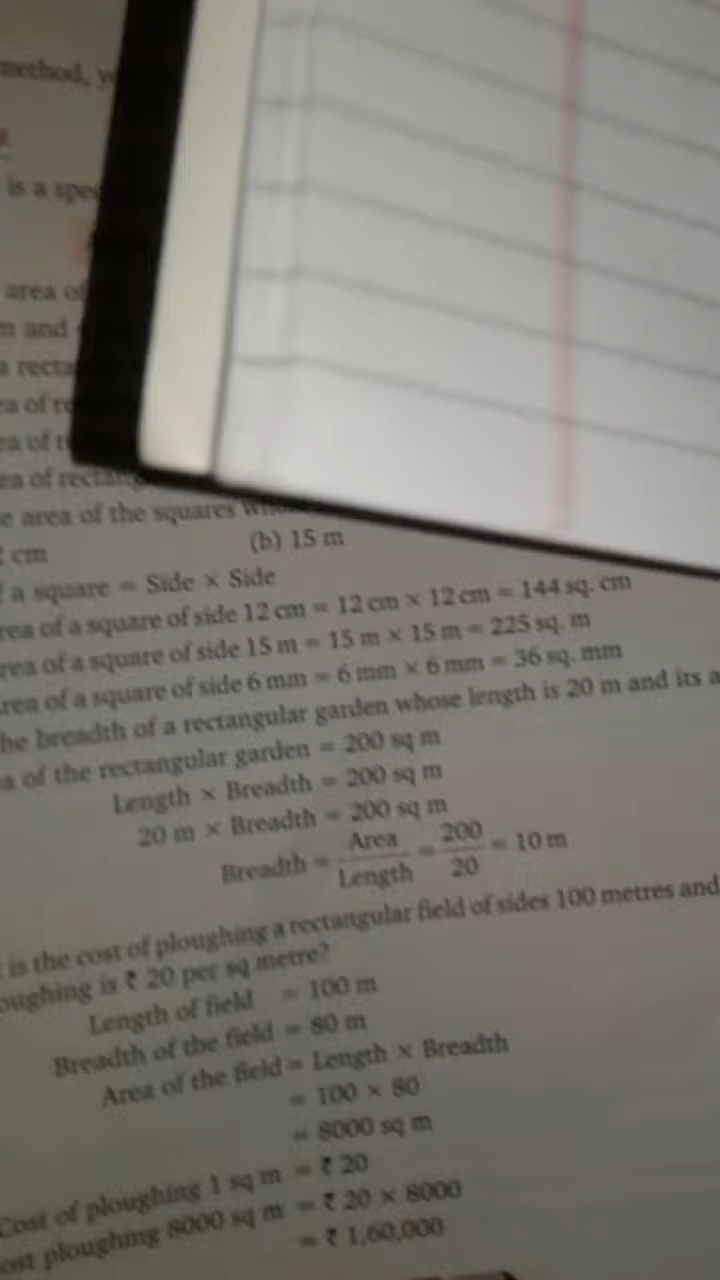 method,
is a
area of
m and
a
of
of
ea of
e area of the squares
cm (b) 15 m
a square = Side × Side
rea of a square of side 12 cm = 12 cm × 12 cm = 144 sq. cm
rea of a square of side 15 m = 15 m × 15 m = 225 sq. m
rea of a square of side 6 mm = 6 mm × 6 mm = 36 sq. mm
he breadth of a rectangular garden whose length is 20 m and its a
a of the rectangular garden = 200 sq m
Length × Breadth = 200 sq m
20 m × Breadth = 200 sq m
Breadth = Area / Length = 200 / 20 = 10 m
is the cost of ploughing a rectangular field of sides 100 metres and
oughing is ₹ 20 per sq metre?
Length of field = 100 m
Breadth of the field = 80 m
Area of the field = Length × Breadth
= 100 × 80
= 8000 sq m
Cost of ploughing 1 sq m = ₹ 20
ost ploughing 8000 sq m = ₹ 20 × 8000
= ₹ 1,60,000